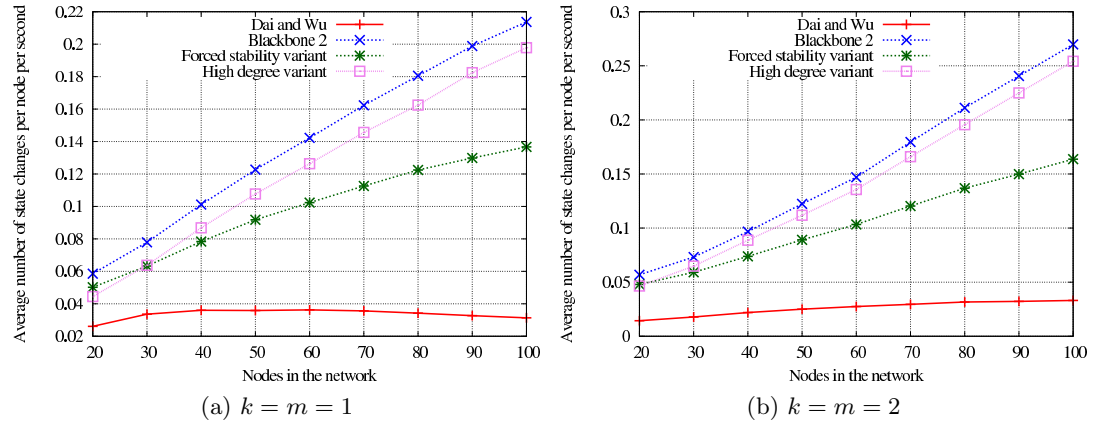 Average number of state changes per node per second
0.22
0.2
0.18
0.16
0.14
0.12
0.1
0.08
0.06
0.04
0.02
Dai and Wu
Blackbone 2
Forced stability variant
High degree variant
20 30 40 50 60 70 80 90 100
Nodes in the network
(a) k = m = 1
Average number of state changes per node per second
0.3
0.25
0.2
0.15
0.1
0.05
0
Dai and Wu
Blackbone 2
Forced stability variant
High degree variant
20 30 40 50 60 70 80 90 100
Nodes in the network
(b) k = m = 2